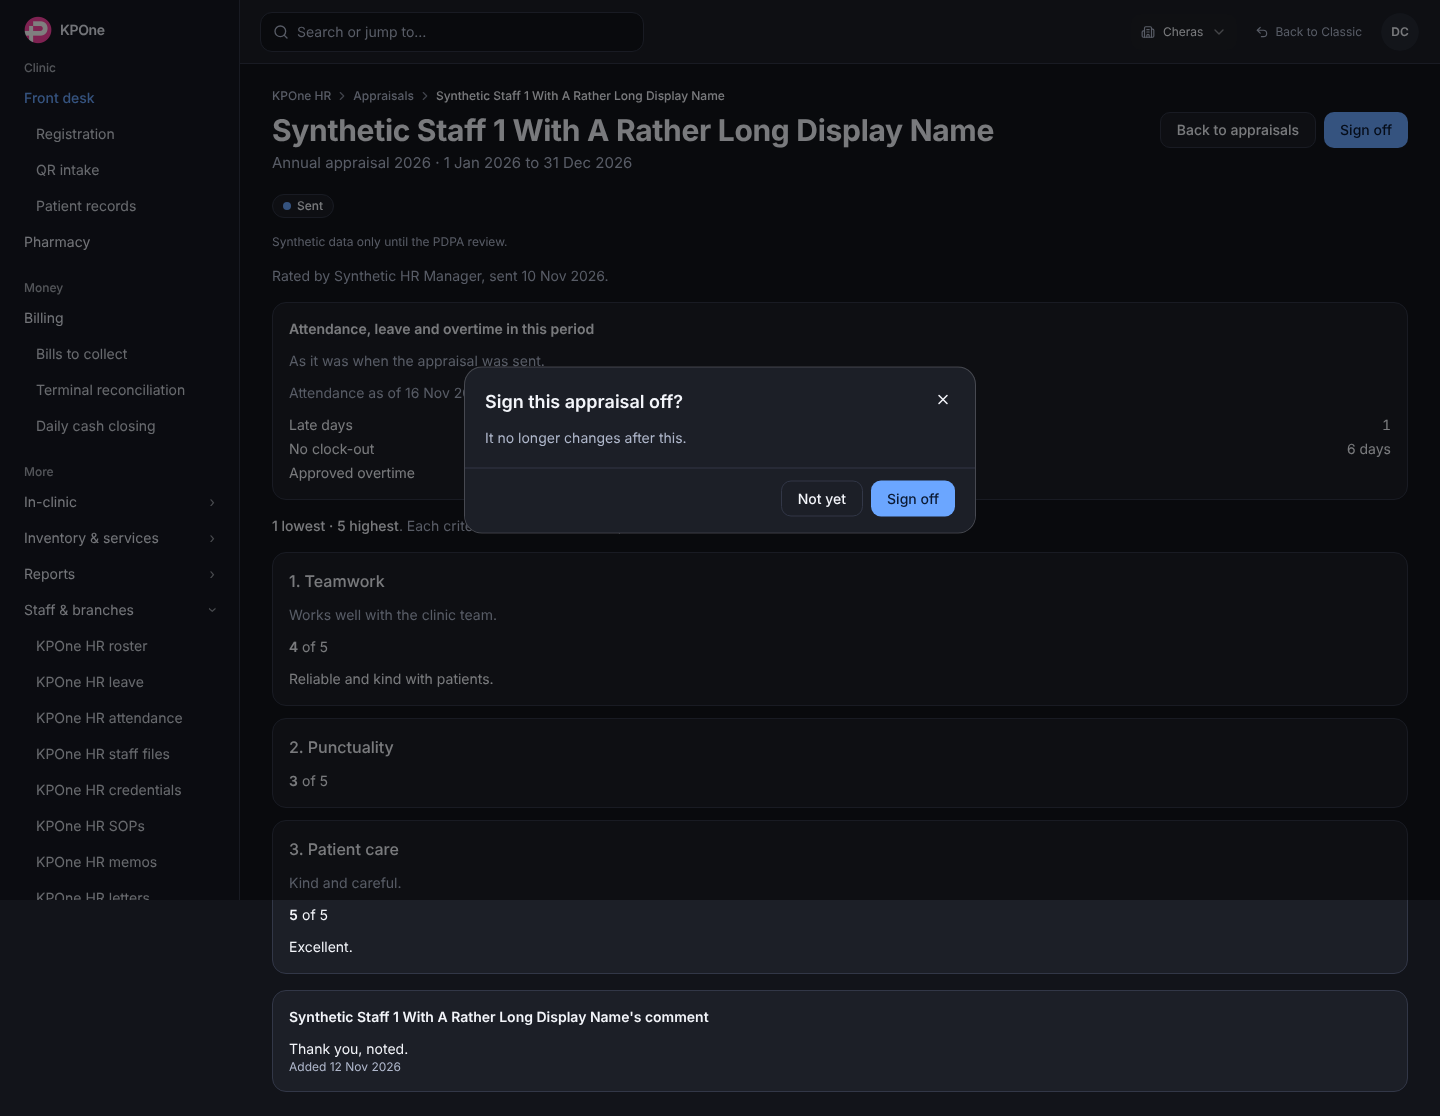 KPOne
Search or jump to...
Cheras
Back to Classic
DC
Clinic
Front desk
Registration
QR intake
Patient records
Pharmacy
Money
Billing
Bills to collect
Terminal reconciliation
Daily cash closing
More
In-clinic
Inventory & services
Reports
Staff & branches
KPOne HR roster
KPOne HR leave
KPOne HR attendance
KPOne HR staff files
KPOne HR credentials
KPOne HR SOPs
KPOne HR memos
KPOne HR letters
KPOne HR > Appraisals > Synthetic Staff 1 With A Rather Long Display Name
Synthetic Staff 1 With A Rather Long Display Name
Back to appraisals
Sign off
Annual appraisal 2026 · 1 Jan 2026 to 31 Dec 2026
Sent
Synthetic data only until the PDPA review.
Rated by Synthetic HR Manager, sent 10 Nov 2026.
Attendance, leave and overtime in this period
As it was when the appraisal was sent.
Attendance as of 16 Nov
Late days 1
No clock-out 6 days
Approved overtime
Sign this appraisal off?
It no longer changes after this.
Not yet
Sign off
1 lowest · 5 highest. Each
1. Teamwork
Works well with the clinic team.
4 of 5
Reliable and kind with patients.
2. Punctuality
3 of 5
3. Patient care
Kind and careful.
5 of 5
Excellent.
Synthetic Staff 1 With A Rather Long Display Name's comment
Thank you, noted.
Added 12 Nov 2026